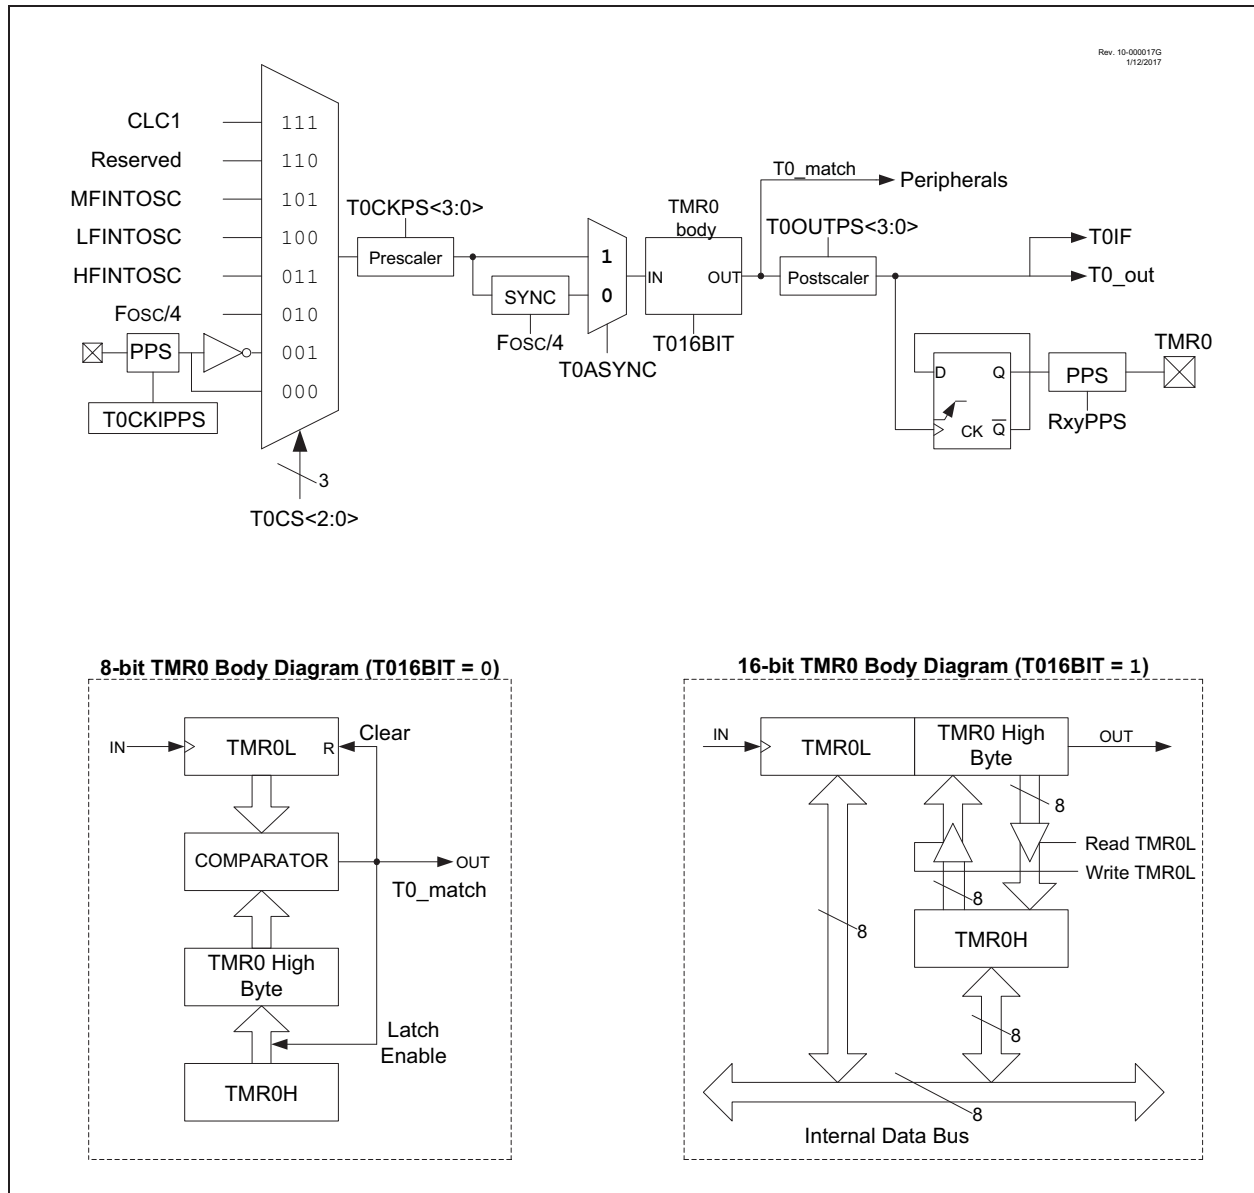 Rev. 10-000017G
1/12/2017
CLC1
111
Reserved
110
MFINTOSC
101
LFINTOSC
100
HFINTOSC
011
FOSC/4
010
PPS
001
000
T0CKIPPS
3
T0CS<2:0>
T0CKPS<3:0>
Prescaler
SYNC
FOSC/4
1
0
T0ASYNC
TMR0
body
IN
OUT
T016BIT
T0_match
Peripherals
T0OUTPS<3:0>
Postscaler
T0IF
T0_out
D
Q
CK
Q
PPS
RxyPPS
TMR0
8-bit TMR0 Body Diagram (T016BIT = 0)
IN
TMR0L
R
Clear
COMPARATOR
OUT
T0_match
TMR0 High
Byte
Latch
Enable
TMR0H
16-bit TMR0 Body Diagram (T016BIT = 1)
IN
TMR0L
TMR0 High
Byte
OUT
8
Read TMR0L
Write TMR0L
8
8
TMR0H
8
8
Internal Data Bus